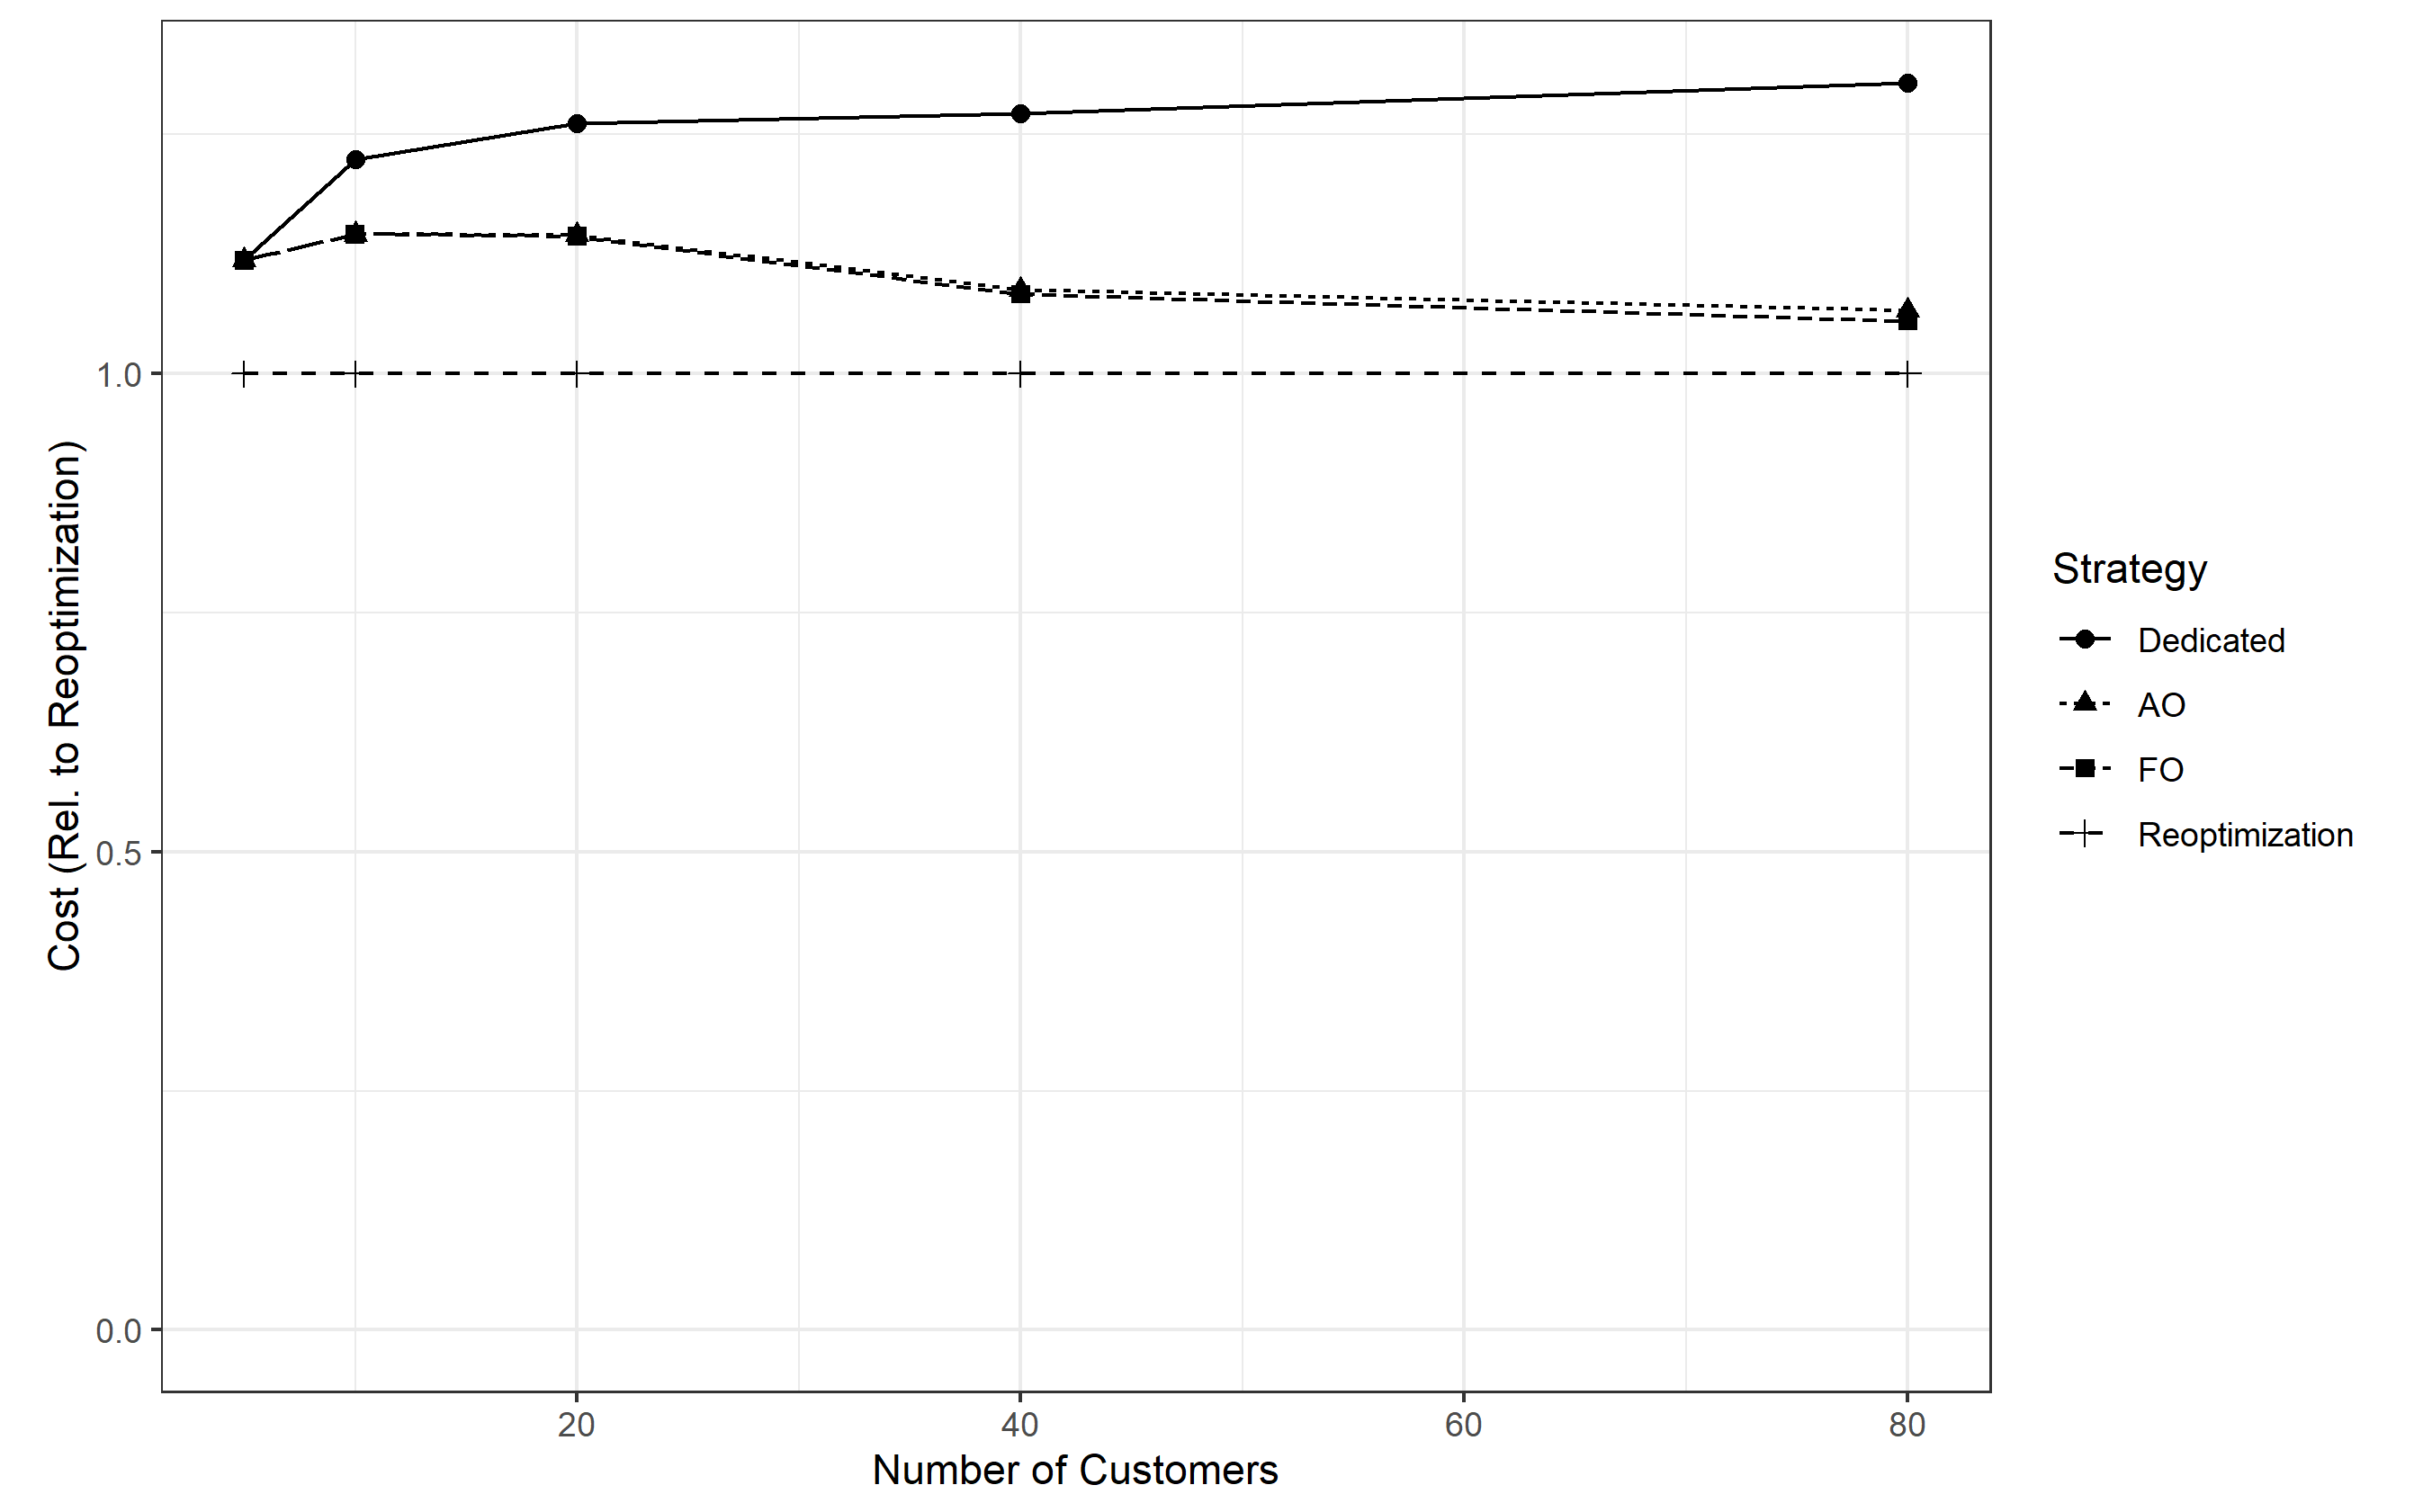 Cost (Rel. to Reoptimization)
1.0
0.5
0.0
20
40
60
80
Number of Customers
Strategy
Dedicated
AO
FO
Reoptimization